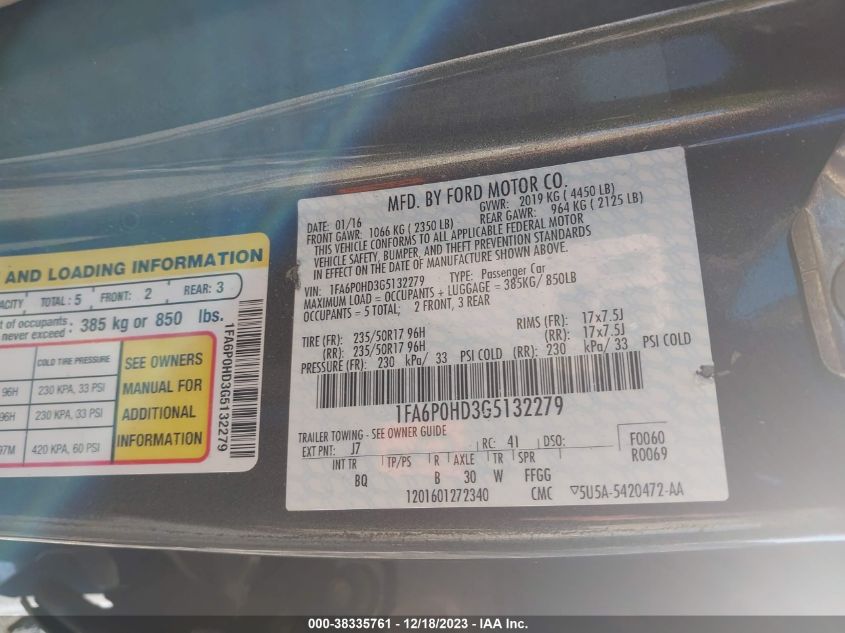 AND LOADING INFORMATION
ACITY TOTAL: 5 FRONT: 2 REAR: 3
t of occupants
never exceed : 385 kg or 850 lbs.
COLD TIRE PRESSURE
96H 230 KPA, 33 PSI
96H 230 KPA, 33 PSI
97M 420 KPA, 60 PSI
SEE OWNERS
MANUAL FOR
ADDITIONAL
INFORMATION
1FA6P0HD3G5132279
MFD. BY FORD MOTOR CO.
DATE: 01/16 GVWR: 2019 KG ( 4450 LB)
FRONT GAWR: 1066 KG ( 2350 LB) REAR GAWR: 964 KG ( 2125 LB)
THIS VEHICLE CONFORMS TO ALL APPLICABLE FEDERAL MOTOR
VEHICLE SAFETY, BUMPER, AND THEFT PREVENTION STANDARDS
IN EFFECT ON THE DATE OF MANUFACTURE SHOWN ABOVE.
VIN: 1FA6P0HD3G5132279 TYPE: Passenger Car
MAXIMUM LOAD = OCCUPANTS + LUGGAGE = 385KG/ 850LB
OCCUPANTS = 5 TOTAL; 2 FRONT, 3 REAR
TIRE (FR): 235/50R17 96H RIMS (FR): 17x7.5J
(RR): 235/50R17 96H (RR): 17x7.5J
PRESSURE (FR): 230 kPa/ 33 PSI COLD (RR): 230 kPa/ 33 PSI COLD
1FA6P0HD3G5132279
TRAILER TOWING - SEE OWNER GUIDE
EXT PNT: J7 RC: 41 DSO: F0060
INT TR TP/PS R AXLE TR SPR R0069
BQ B 30 W FFGG
1201601272340 CMC ▽5U5A-5420472-AA
000-38335761 - 12/18/2023 - IAA Inc.